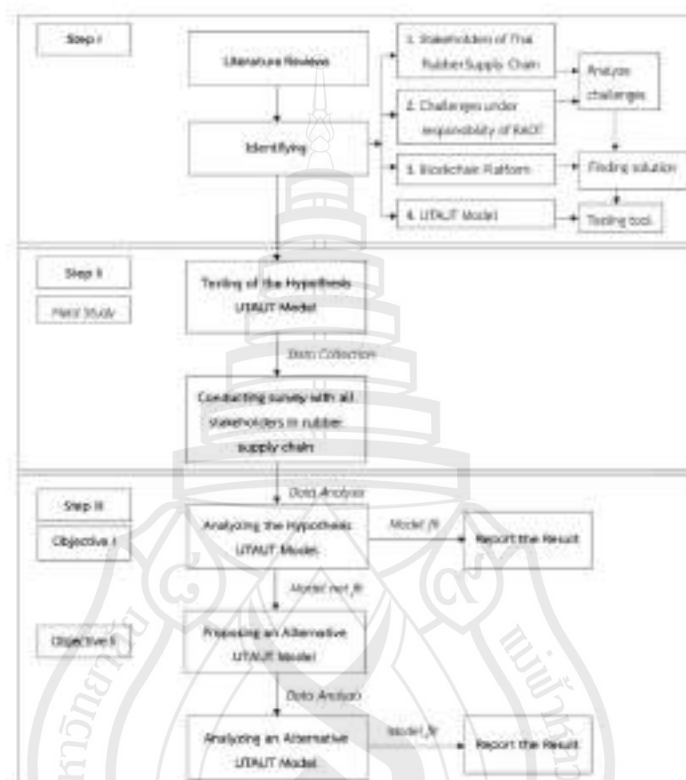 Step I
Literature Reviews
Identifying
1. Stakeholders of Thai
Rubber Supply Chain
2. Challenges under
responsibility of RAOT
3. Blockchain Platform
4. UTAUT Model
Analyze
challenges
Finding solution
Testing tool
Step II
Field Study
Testing of the Hypothesis
UTAUT Model
Data Collection
Conducting survey with all
stakeholders in rubber
supply chain
Data Analysis
Step III
Objective I
Analyzing the Hypothesis
UTAUT Model
Model fit
Report the Result
Model not fit
Objective II
Proposing an Alternative
UTAUT Model
Data Analysis
Analyzing an Alternative
UTAUT Model
Model fit
Report the Result